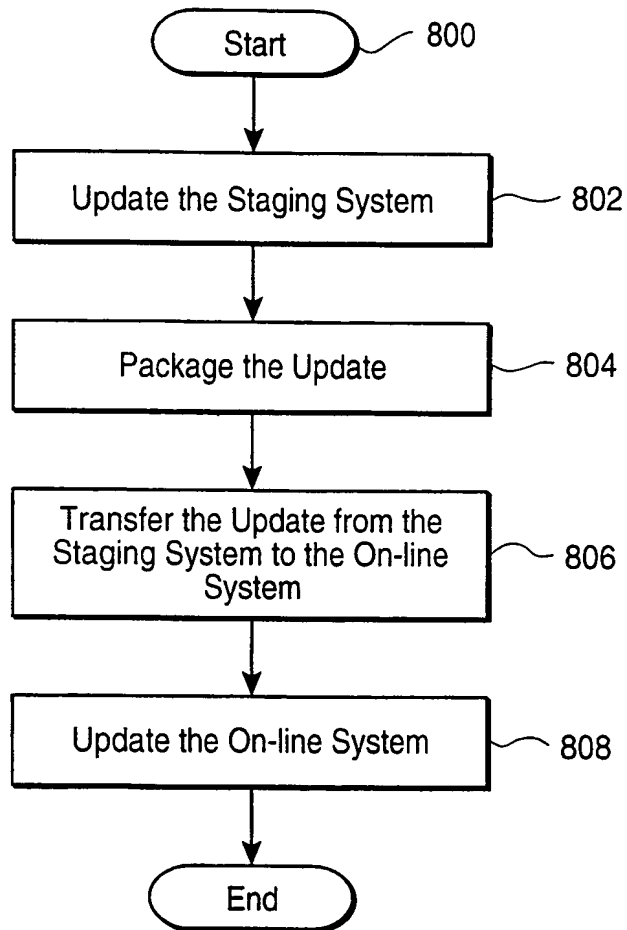 Start
800
Update the Staging System
802
Package the Update
804
Transfer the Update from the
Staging System to the On-line
System
806
Update the On-line System
808
End